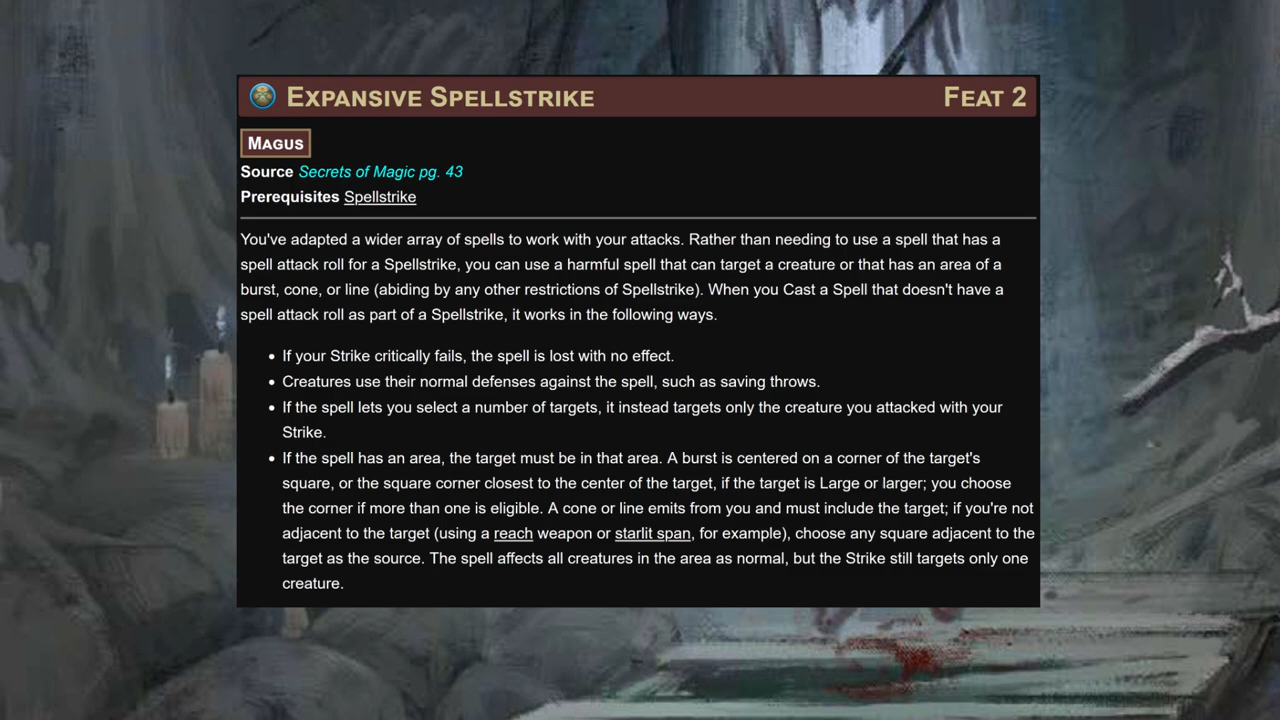 Expansive Spellstrike
Feat 2
Magus
Source Secrets of Magic pg. 43
Prerequisites Spellstrike
You've adapted a wider array of spells to work with your attacks. Rather than needing to use a spell that has a
spell attack roll for a Spellstrike, you can use a harmful spell that can target a creature or that has an area of a
burst, cone, or line (abiding by any other restrictions of Spellstrike). When you Cast a Spell that doesn't have a
spell attack roll as part of a Spellstrike, it works in the following ways.
• If your Strike critically fails, the spell is lost with no effect.
• Creatures use their normal defenses against the spell, such as saving throws.
• If the spell lets you select a number of targets, it instead targets only the creature you attacked with your
Strike.
• If the spell has an area, the target must be in that area. A burst is centered on a corner of the target's
square, or the square corner closest to the center of the target, if the target is Large or larger; you choose
the corner if more than one is eligible. A cone or line emits from you and must include the target; if you're not
adjacent to the target (using a reach weapon or starlit span, for example), choose any square adjacent to the
target as the source. The spell affects all creatures in the area as normal, but the Strike still targets only one
creature.